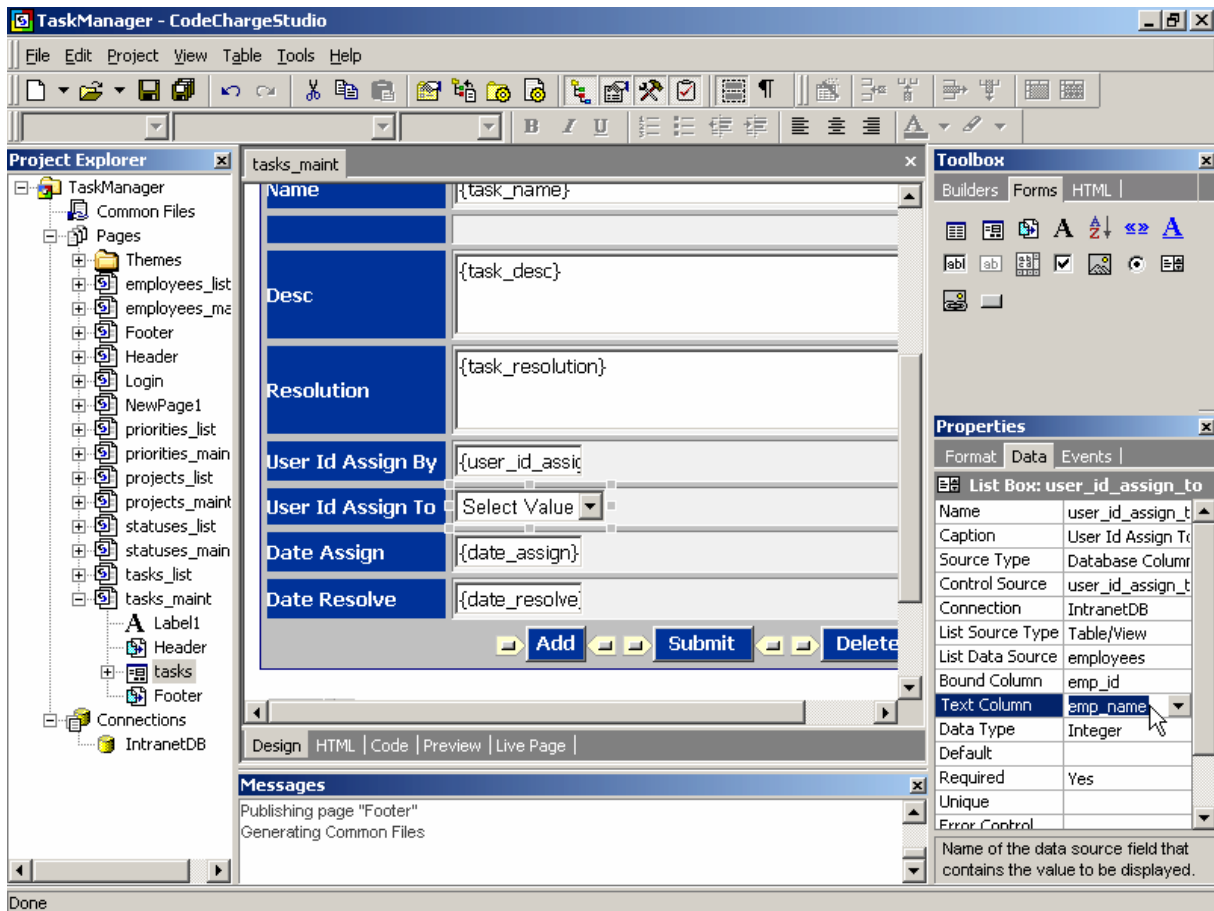 TaskManager - CodeChargeStudio
File Edit Project View Table Tools Help
B I U A
Project Explorer
TaskManager
Common Files
Pages
Themes
employees_list
employees_ma
Footer
Header
Login
NewPage1
priorities_list
priorities_main
projects_list
projects_maint
statuses_list
statuses_main
tasks_list
tasks_maint
A Label1
Header
tasks
Footer
Connections
IntranetDB
tasks_maint
Name {task_name}
Desc {task_desc}
Resolution {task_resolution}
User Id Assign By {user_id_assig
User Id Assign To Select Value
Date Assign {date_assign}
Date Resolve {date_resolve
Add Submit Delete
Design HTML Code Preview Live Page
Messages
Publishing page "Footer"
Generating Common Files
Toolbox
Builders Forms HTML
Properties
Format Data Events
List Box: user_id_assign_to
Name user_id_assign_t
Caption User Id Assign To
Source Type Database Column
Control Source user_id_assign_t
Connection IntranetDB
List Source Type Table/View
List Data Source employees
Bound Column emp_id
Text Column emp_name
Data Type Integer
Default
Required Yes
Unique
Error Control
Name of the data source field that
contains the value to be displayed.
Done